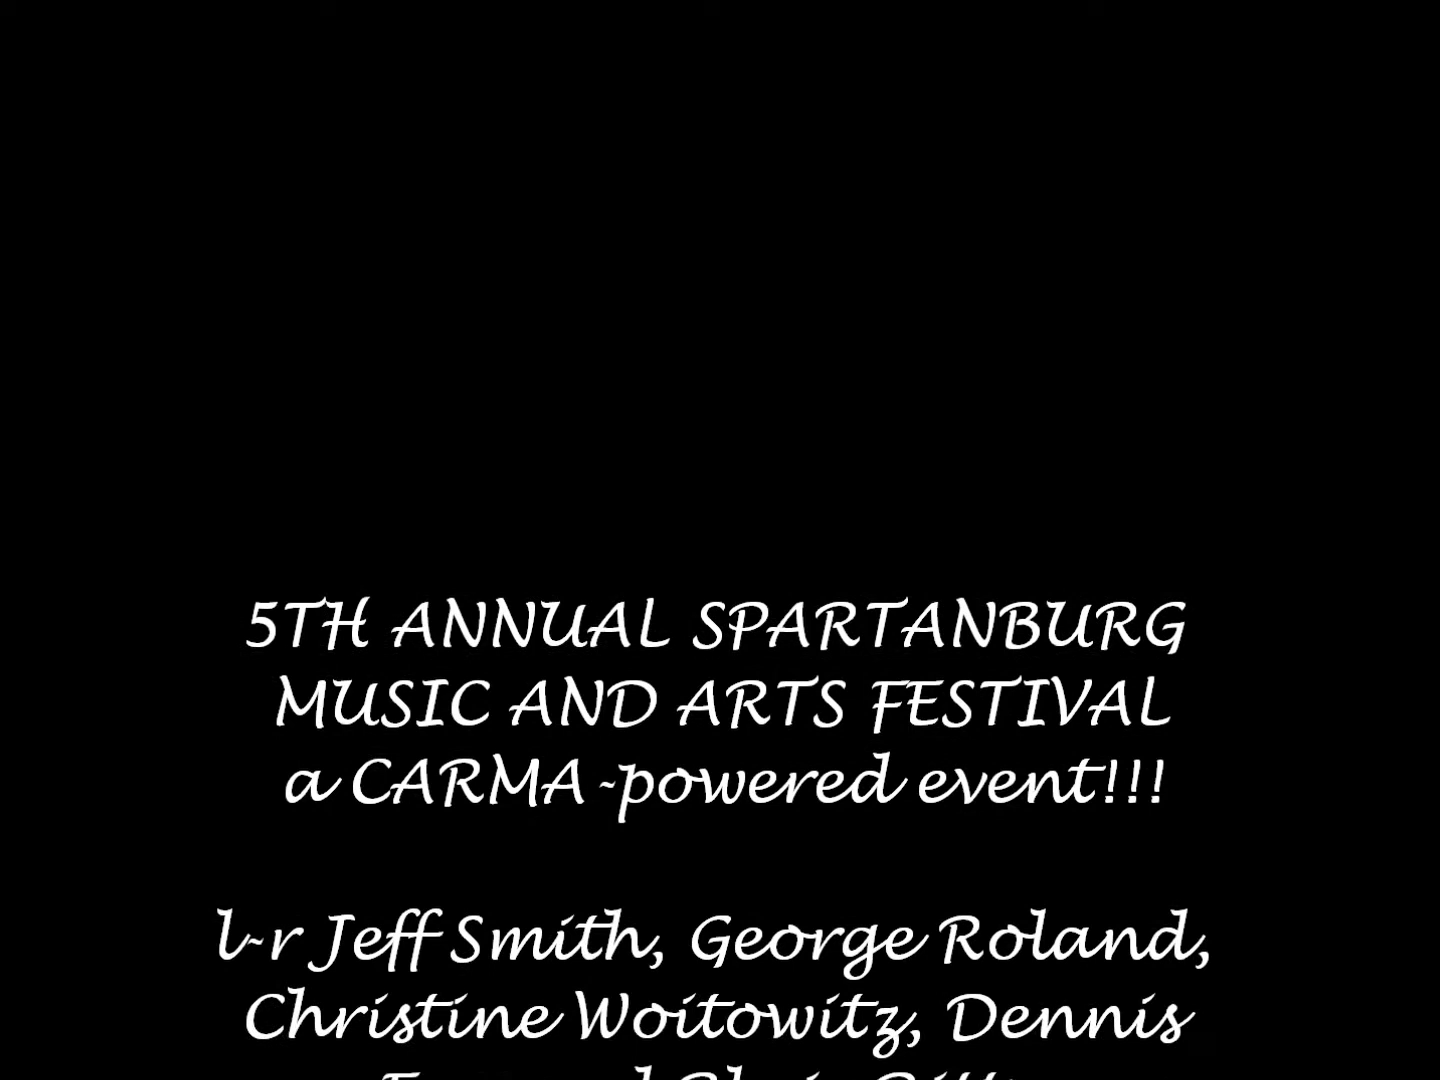 5TH ANNUAL SPARTANBURG
MUSIC AND ARTS FESTIVAL
a CARMA-powered event!!!
l-r Jeff Smith, George Roland,
Christine Woitowitz, Dennis